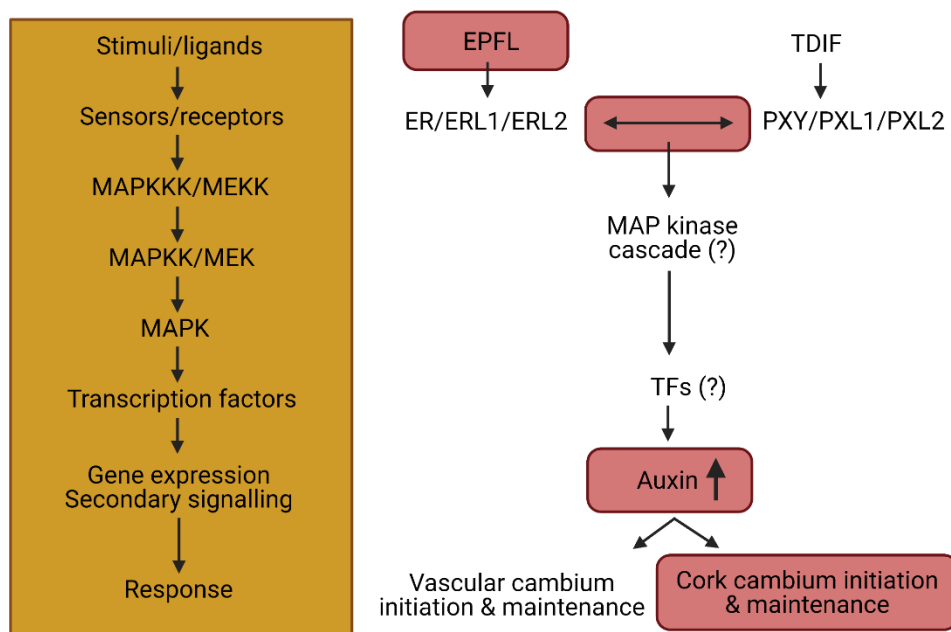 Stimuli/ligands
Sensors/receptors
MAPKKK/MEKK
MAPKK/MEK
MAPK
Transcription factors
Gene expression
Secondary signalling
Response
EPFL
TDIF
ER/ERL1/ERL2
PXY/PXL1/PXL2
MAP kinase
cascade (?)
TFs (?)
Auxin
Vascular cambium
initiation & maintenance
Cork cambium initiation
& maintenance